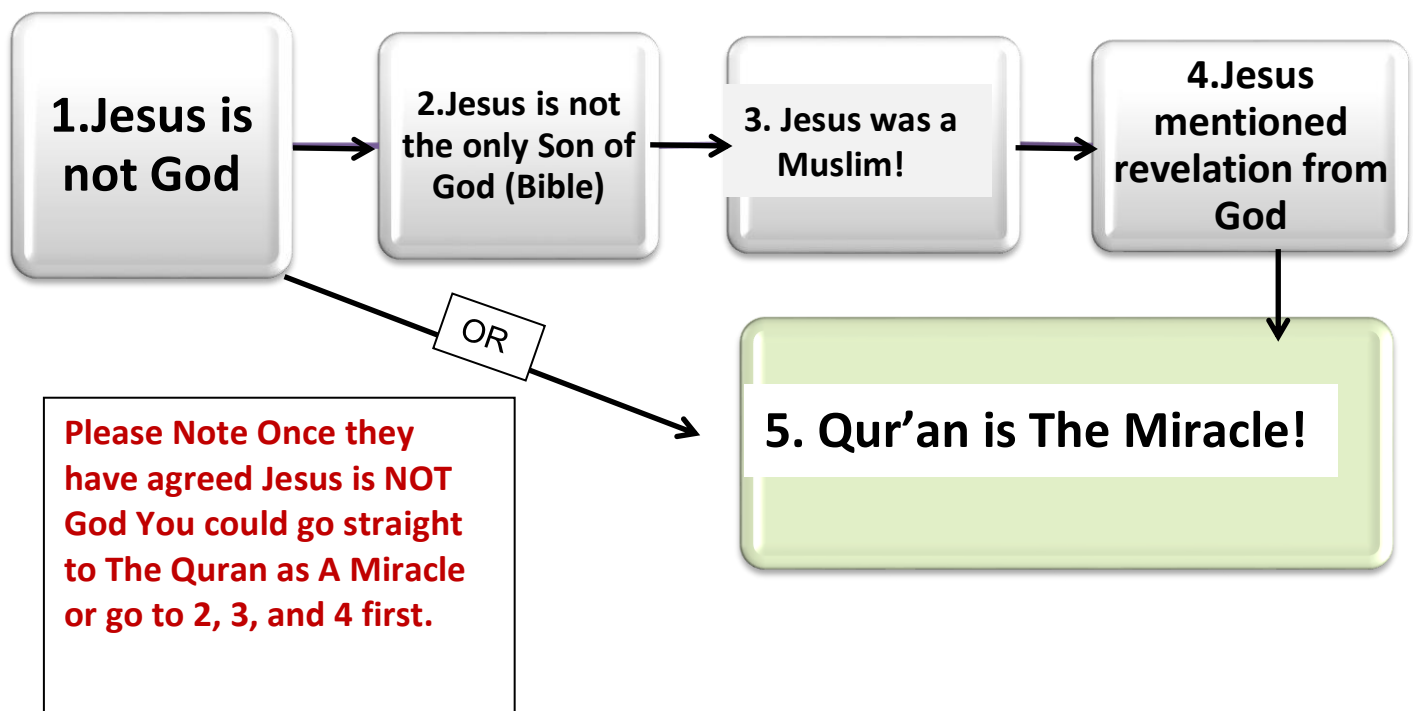 1.Jesus is
not God
2.Jesus is not
the only Son of
God (Bible)
3. Jesus was a
Muslim!
4.Jesus
mentioned
revelation from
God
OR
5. Qur’an is The Miracle!
Please Note Once they
have agreed Jesus is NOT
God You could go straight
to The Quran as A Miracle
or go to 2, 3, and 4 first.